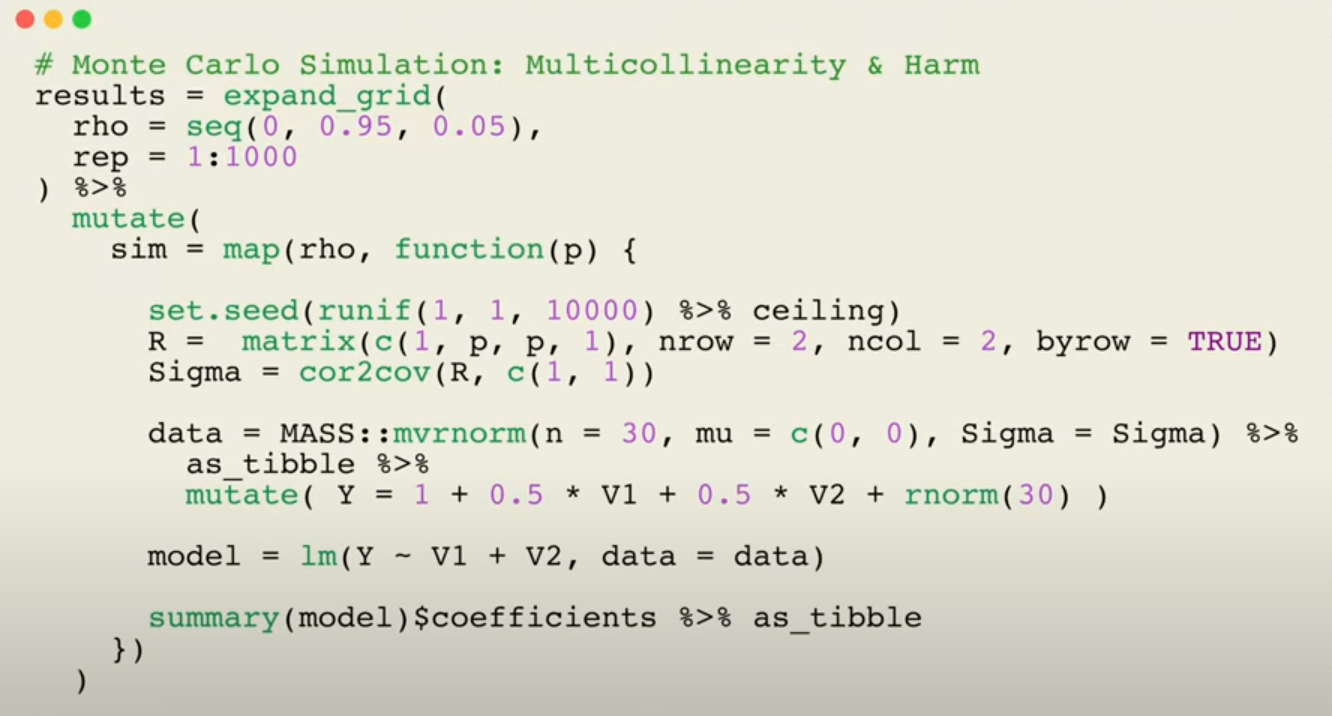 # Monte Carlo Simulation: Multicollinearity & Harm
results = expand_grid(
  rho = seq(0, 0.95, 0.05),
  rep = 1:1000
) %>%
  mutate(
    sim = map(rho, function(p) {

      set.seed(runif(1, 1, 10000) %>% ceiling)
      R =  matrix(c(1, p, p, 1), nrow = 2, ncol = 2, byrow = TRUE)
      Sigma = cor2cov(R, c(1, 1))

      data = MASS::mvrnorm(n = 30, mu = c(0, 0), Sigma = Sigma) %>%
        as_tibble %>%
        mutate( Y = 1 + 0.5 * V1 + 0.5 * V2 + rnorm(30) )

      model = lm(Y ~ V1 + V2, data = data)

      summary(model)$coefficients %>% as_tibble
    })
  )